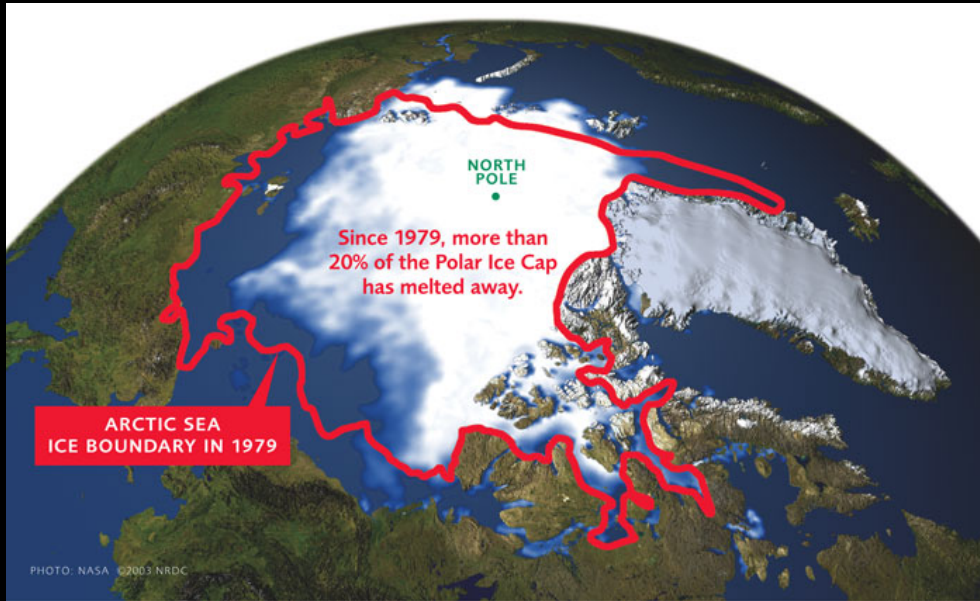 NORTH
POLE
Since 1979, more than
20% of the Polar Ice Cap
has melted away.
ARCTIC SEA
ICE BOUNDARY IN 1979
PHOTO: NASA ©2003 NRDC